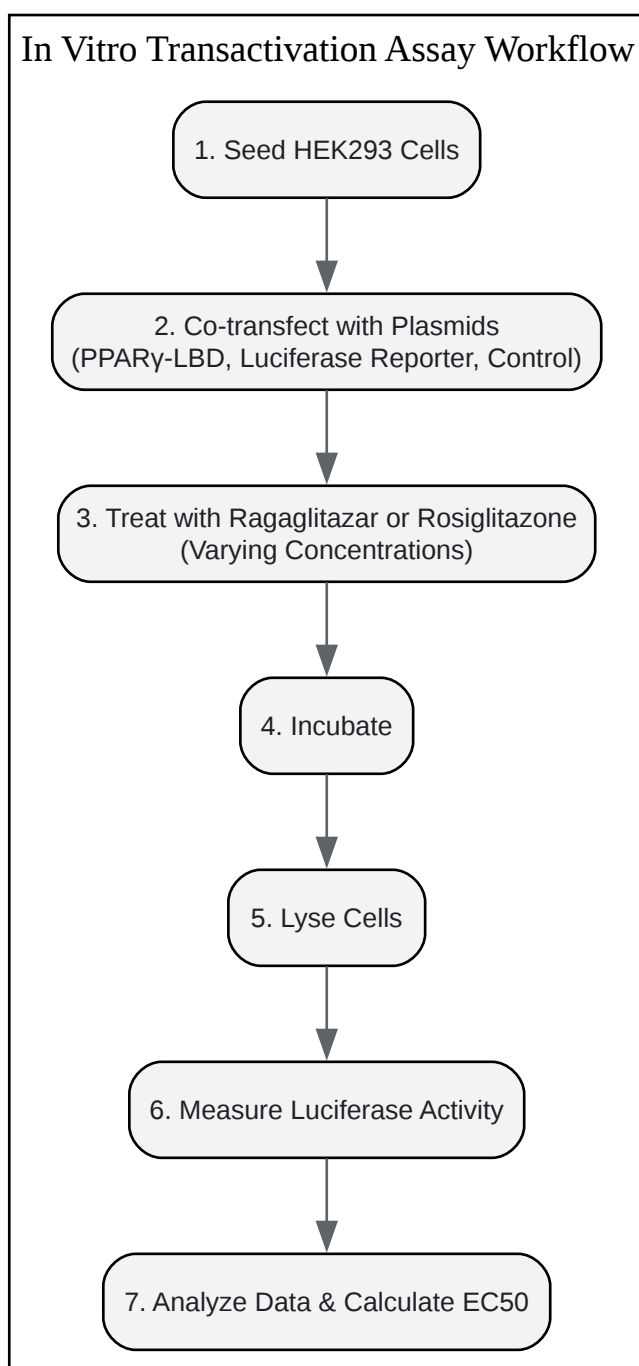 In Vitro Transactivation Assay Workflow
1. Seed HEK293 Cells
2. Co-transfect with Plasmids
(PPARγ-LBD, Luciferase Reporter, Control)
3. Treat with Ragaglitazar or Rosiglitazone
(Varying Concentrations)
4. Incubate
5. Lyse Cells
6. Measure Luciferase Activity
7. Analyze Data & Calculate EC50